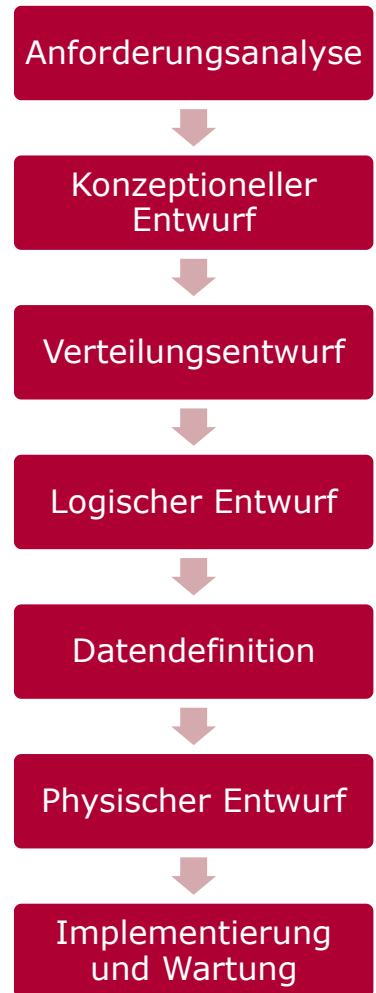 Anforderungsanalyse
Konzeptioneller
Entwurf
Verteilungsentwurf
Logischer Entwurf
Datendefinition
Physischer Entwurf
Implementierung
und Wartung